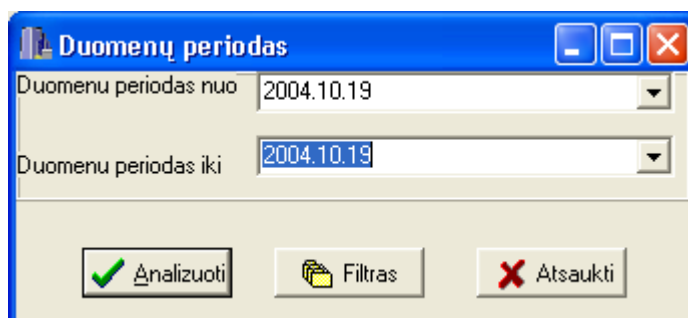 Duomenų periodas
Duomenu periodas nuo 2004.10.19
Duomenu periodas iki 2004.10.19
Analizuoti Filtras Atsaukti